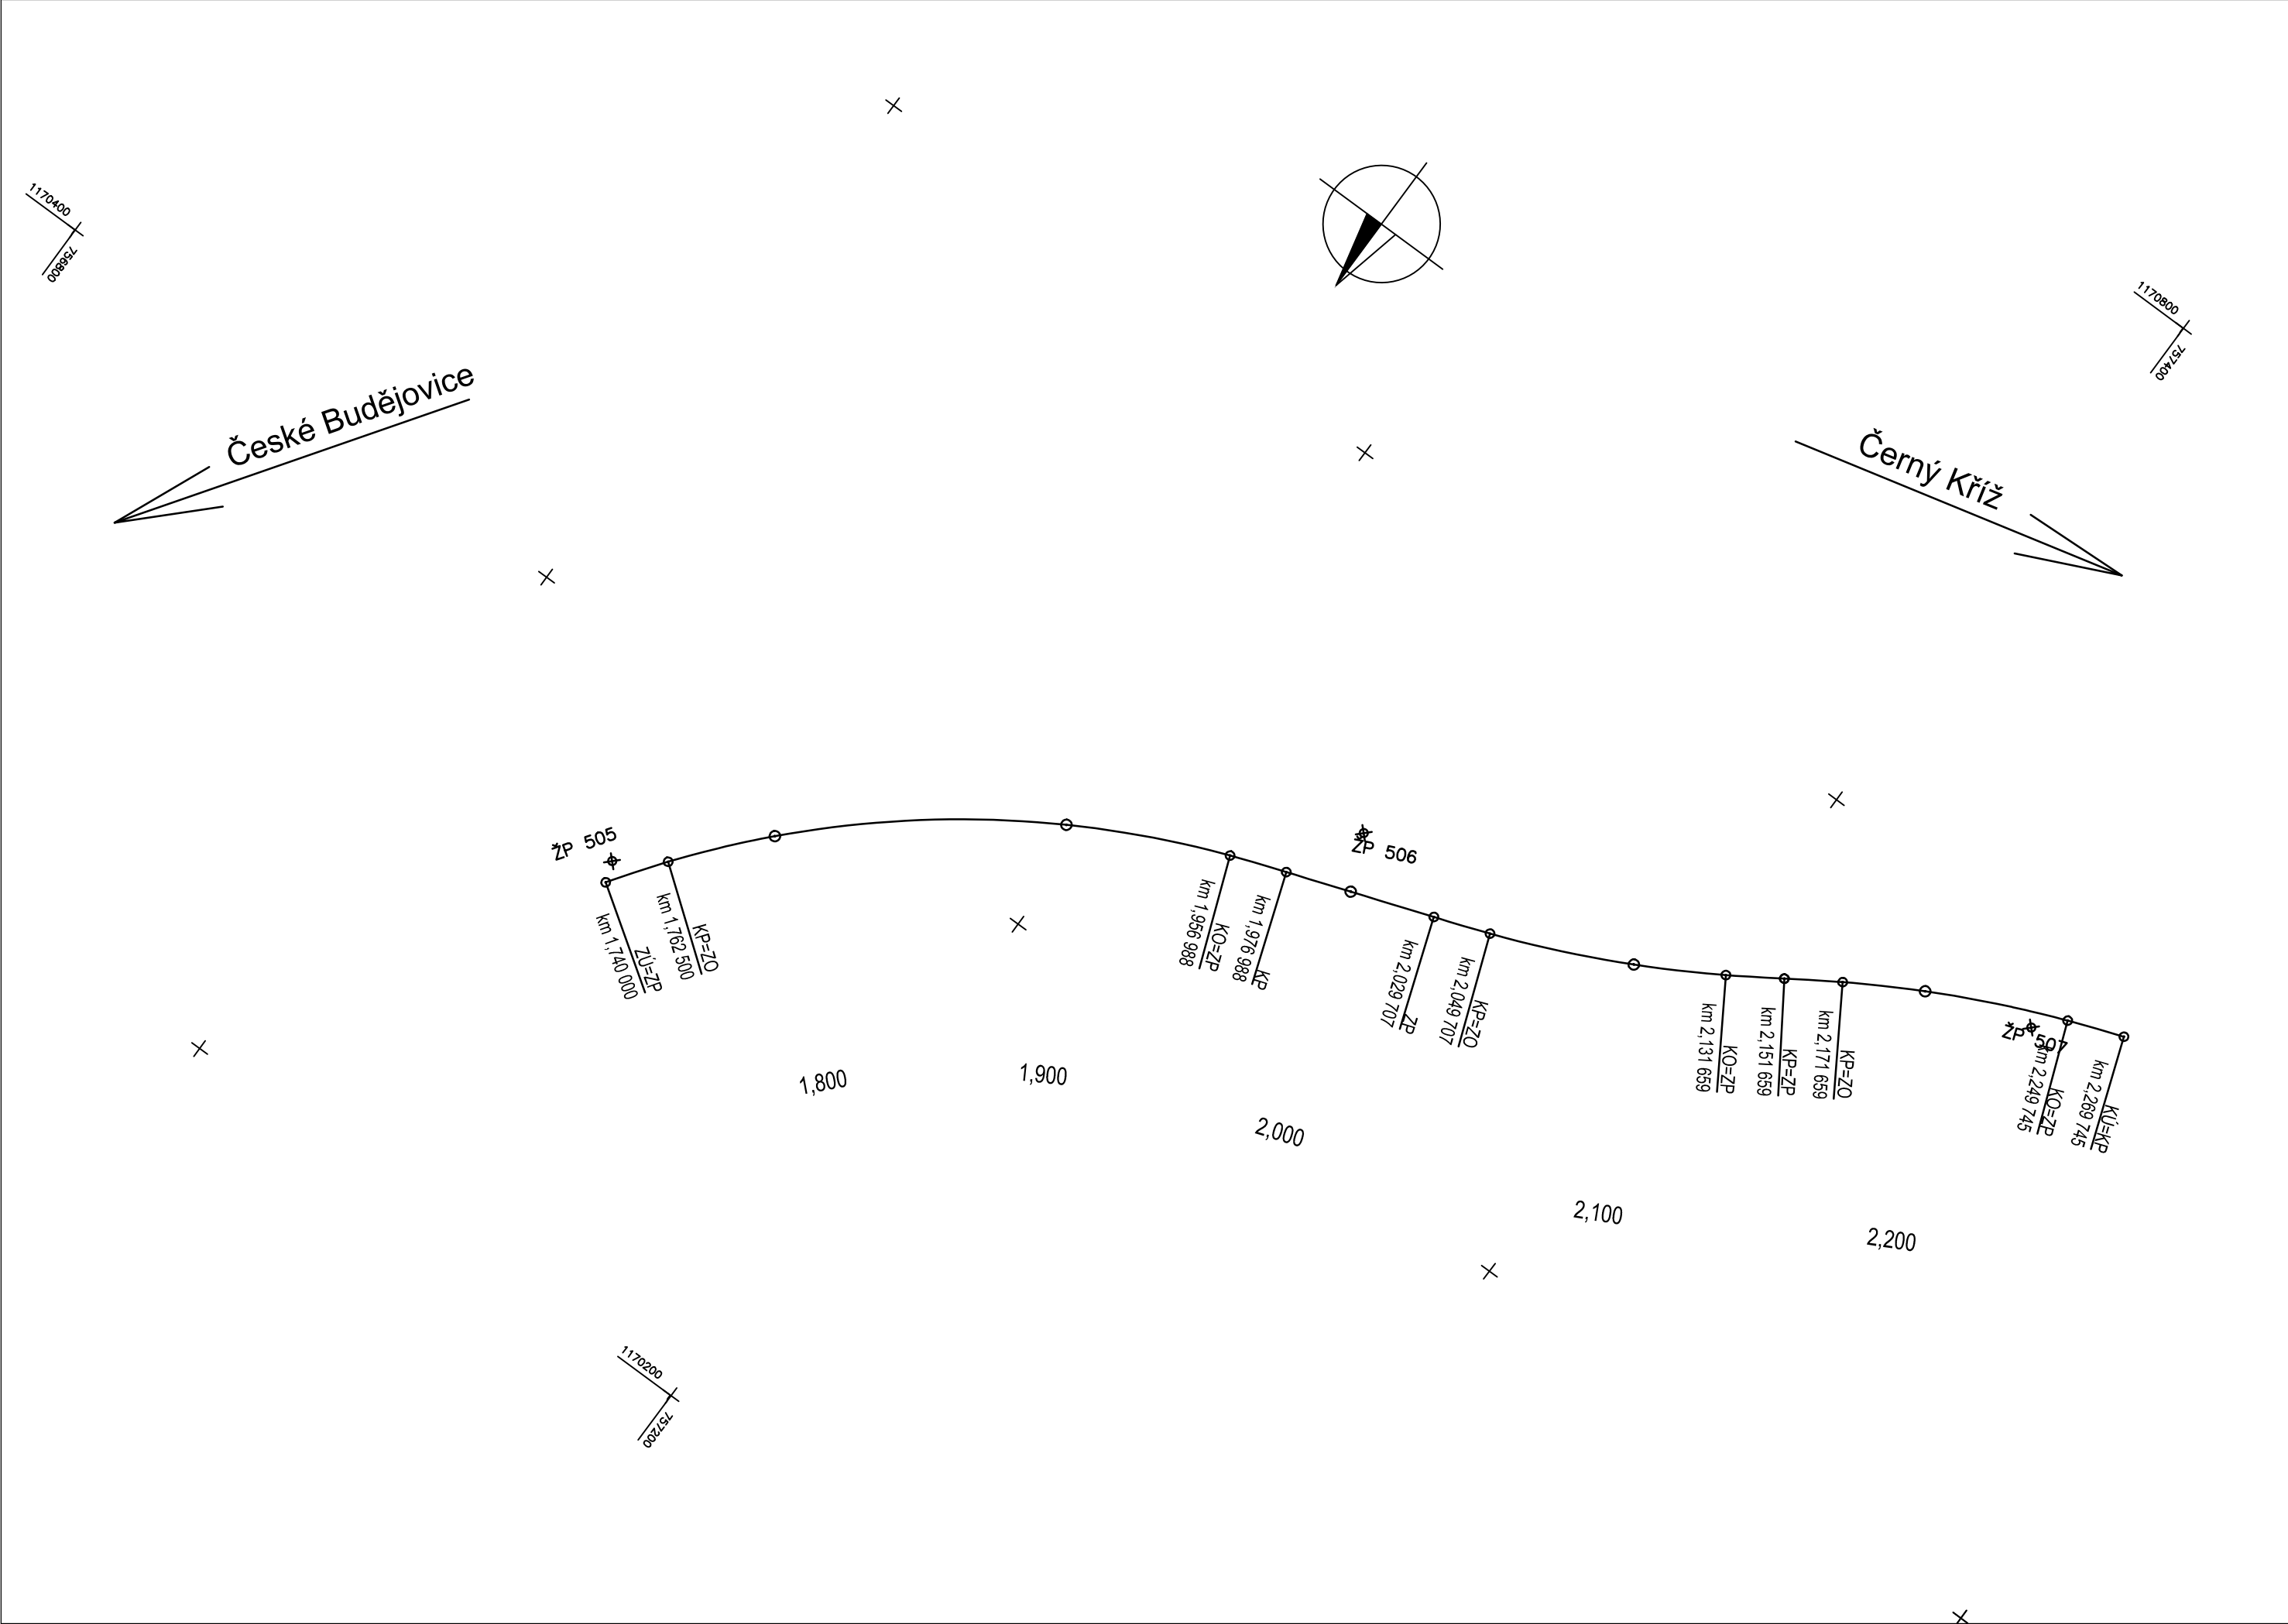 1170400
756800
1170800
757400
České Budějovice
Černý Kříž
ŽP 505
ŽP 506
ŽP 507
km 1,740 000
ZÚ=ZP
km 1,762 500
KP=ZO
km 1,956 988
KO=ZP
km 1,976 988
KP
km 2,029 707
ZP
km 2,049 707
KP=ZO
km 2,131 659
KO=ZP
km 2,151 659
KP=ZP
km 2,171 659
KP=ZO
km 2,249 745
KO=ZP
km 2,269 745
KÚ=KP
1,800
1,900
2,000
2,100
2,200
1170200
757200